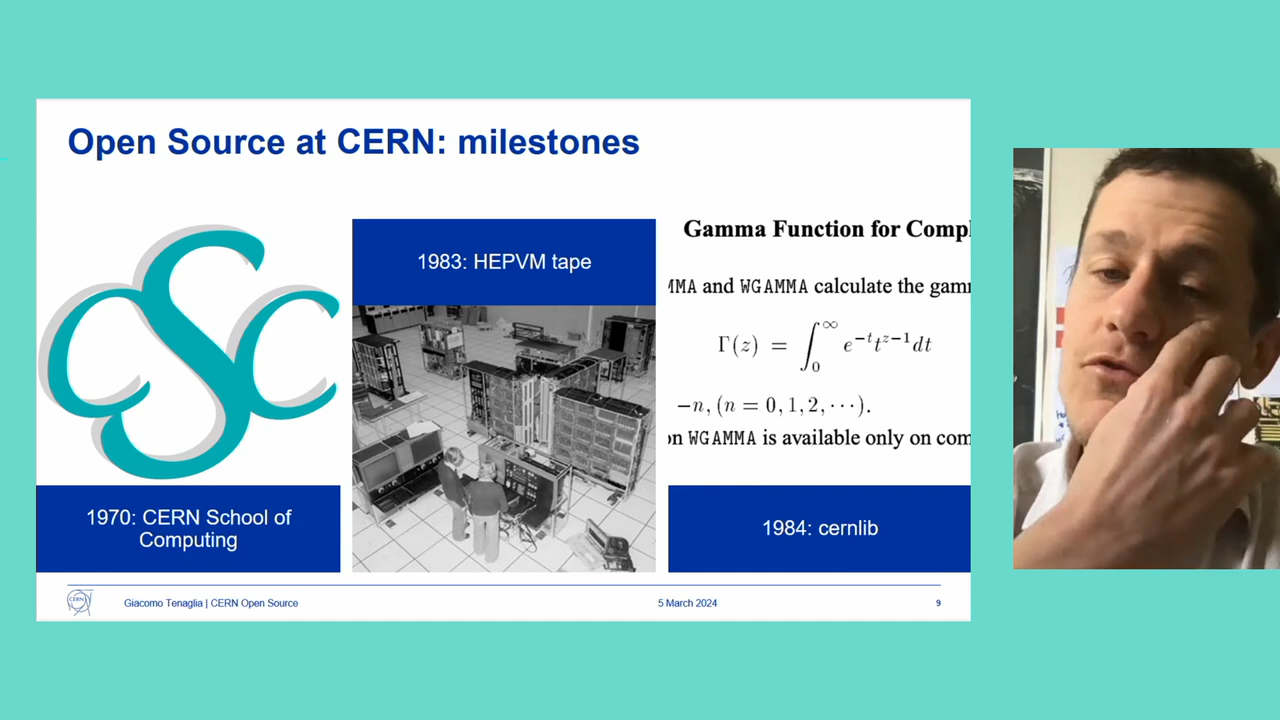 Open Source at CERN: milestones
CSC
1970: CERN School of
Computing
1983: HEPVM tape
Gamma Function for Compl
MMA and WGAMMA calculate the gam
Γ(z) = ∫₀^∞ e^{−t}t^{z−1}dt
−n, (n = 0, 1, 2, ⋯).
on WGAMMA is available only on com
1984: cernlib
CERN
Giacomo Tenaglia | CERN Open Source
5 March 2024
9